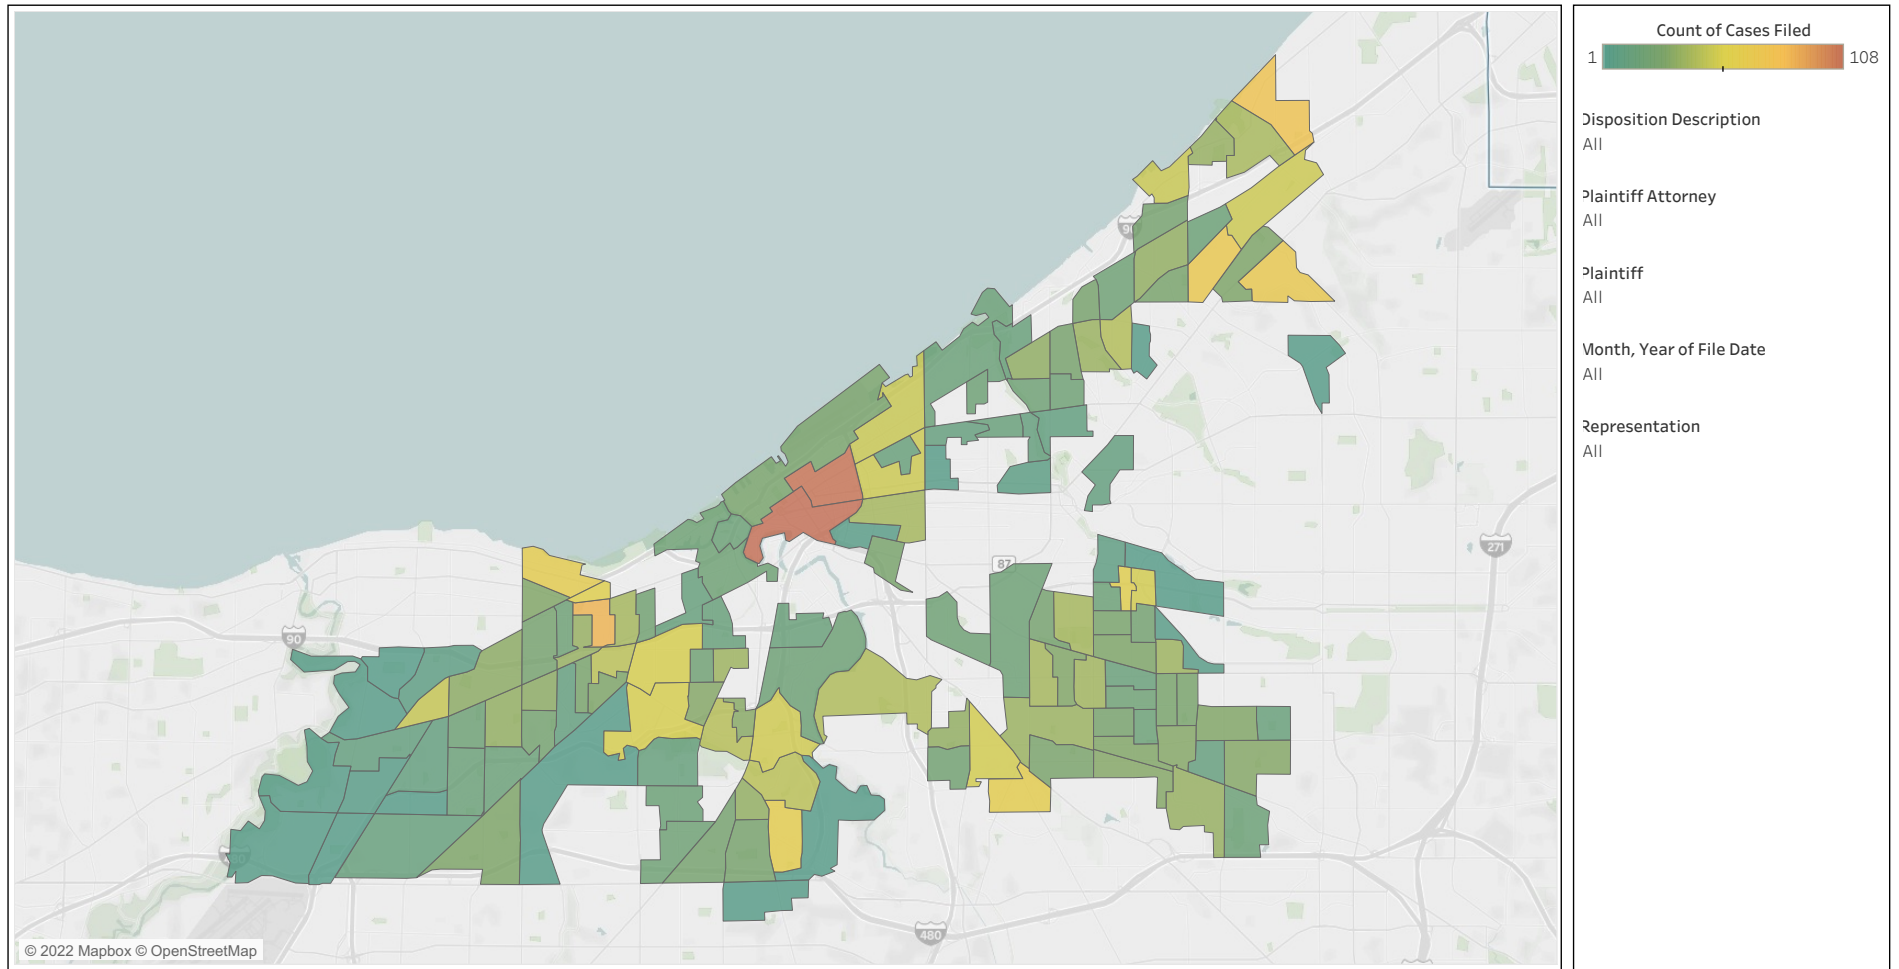 Count of Cases Filed
1 108
Disposition Description
All
Plaintiff Attorney
All
Plaintiff
All
Month, Year of File Date
All
Representation
All
90
271
87
90
480
© 2022 Mapbox © OpenStreetMap